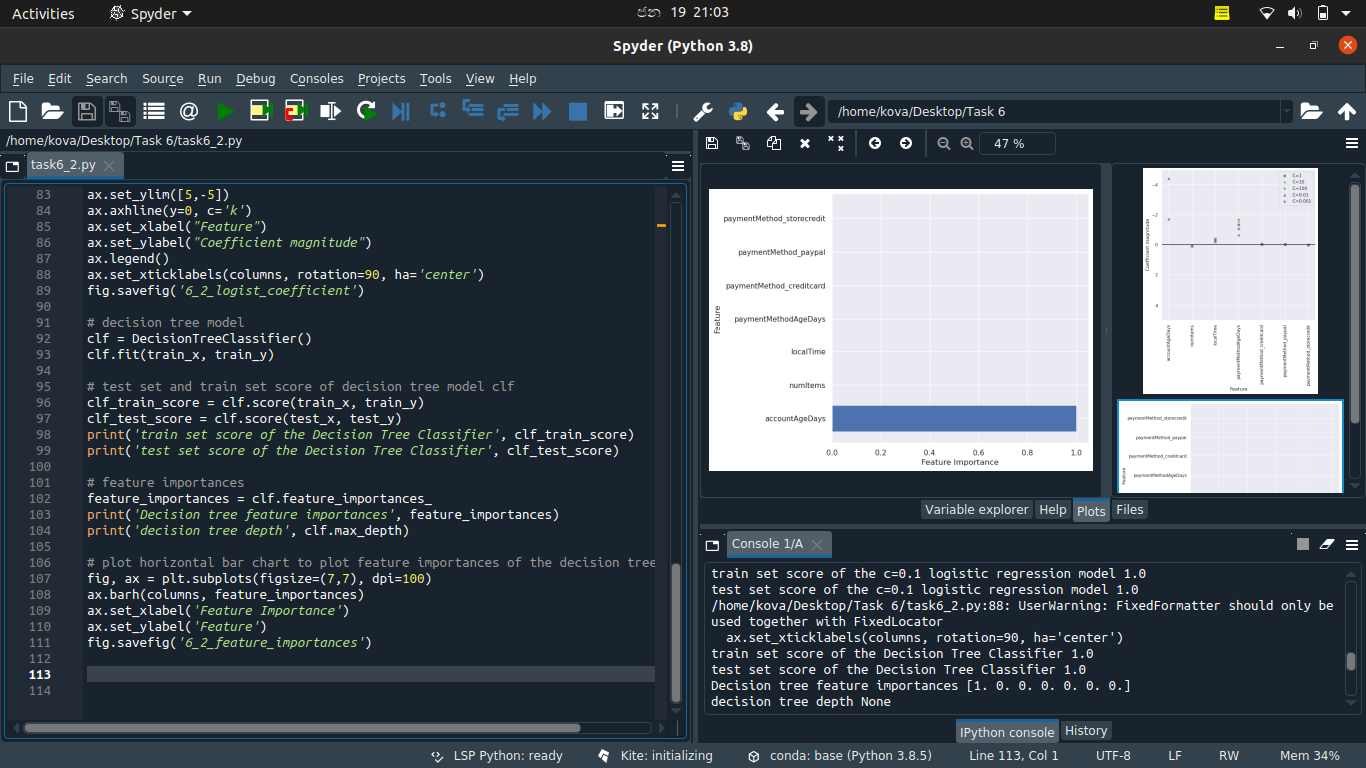 Activities Spyder ජන 19 21:03
Spyder (Python 3.8)
File Edit Search Source Run Debug Consoles Projects Tools View Help
/home/kova/Desktop/Task 6
/home/kova/Desktop/Task 6/task6_2.py
task6_2.py
83 ax.set_ylim([5,-5])
84 ax.axhline(y=0, c='k')
85 ax.set_xlabel("Feature")
86 ax.set_ylabel("Coefficient magnitude")
87 ax.legend()
88 ax.set_xticklabels(columns, rotation=90, ha='center')
89 fig.savefig('6_2_logist_coefficient')
90
91 # decision tree model
92 clf = DecisionTreeClassifier()
93 clf.fit(train_x, train_y)
94
95 # test set and train set score of decision tree model clf
96 clf_train_score = clf.score(train_x, train_y)
97 clf_test_score = clf.score(test_x, test_y)
98 print('train set score of the Decision Tree Classifier', clf_train_score)
99 print('test set score of the Decision Tree Classifier', clf_test_score)
100
101 # feature importances
102 feature_importances = clf.feature_importances_
103 print('Decision tree feature importances', feature_importances)
104 print('decision tree depth', clf.max_depth)
105
106 # plot horizontal bar chart to plot feature importances of the decision tree
107 fig, ax = plt.subplots(figsize=(7,7), dpi=100)
108 ax.barh(columns, feature_importances)
109 ax.set_xlabel('Feature Importance')
110 ax.set_ylabel('Feature')
111 fig.savefig('6_2_feature_importances')
112
113
114
47 %
paymentMethod_storecredit
paymentMethod_paypal
paymentMethod_creditcard
paymentMethodAgeDays
localTime
numItems
accountAgeDays
Feature
0.0 0.2 0.4 0.6 0.8 1.0
Feature Importance
C=1
C=10
C=100
C=0.01
C=0.001
−4
−2
0
2
4
Coefficient magnitude
accountAgeDays
numItems
localTime
paymentMethodAgeDays
paymentMethod_creditcard
paymentMethod_paypal
paymentMethod_storecredit
Feature
paymentMethod_storecredit
paymentMethod_paypal
paymentMethod_creditcard
paymentMethodAgeDays
Feature
Variable explorer Help Plots Files
Console 1/A
train set score of the c=0.1 logistic regression model 1.0
test set score of the c=0.1 logistic regression model 1.0
/home/kova/Desktop/Task 6/task6_2.py:88: UserWarning: FixedFormatter should only be
used together with FixedLocator
ax.set_xticklabels(columns, rotation=90, ha='center')
train set score of the Decision Tree Classifier 1.0
test set score of the Decision Tree Classifier 1.0
Decision tree feature importances [1. 0. 0. 0. 0. 0. 0.]
decision tree depth None
IPython console History
LSP Python: ready Kite: initializing conda: base (Python 3.8.5) Line 113, Col 1 UTF-8 LF RW Mem 34%